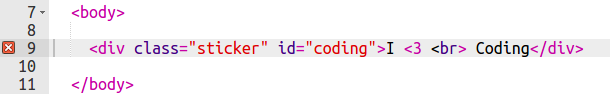 7 <body>
8
9 <div class="sticker" id="coding">I <3 <br> Coding</div>
10
11 </body>